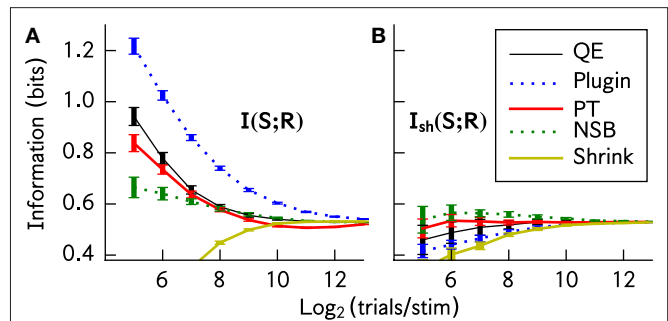 A
B
Information (bits)
1.2
1.0
0.8
0.6
0.4
I(S;R)
I_sh(S;R)
QE
Plugin
PT
NSB
Shrink
6 8 10 12
6 8 10 12
Log₂ (trials/stim)